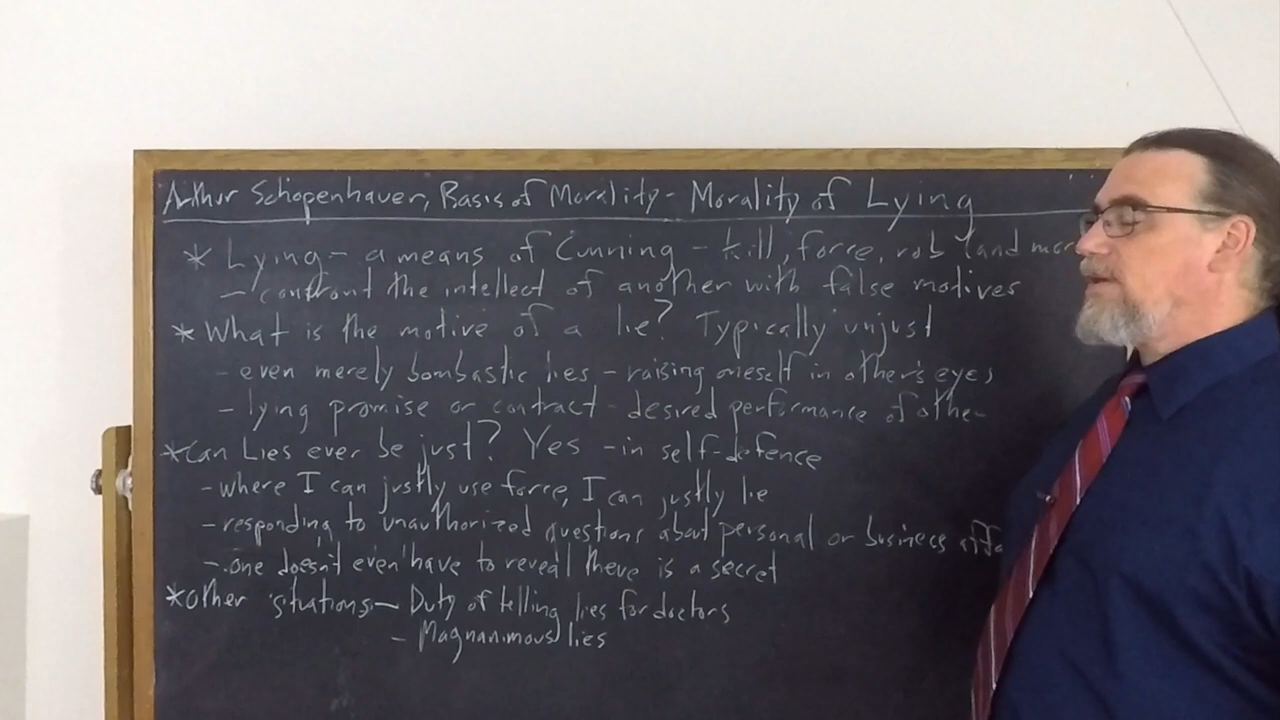 Arthur Schopenhauer, Basis of Morality - Morality of Lying
* Lying - a means of Cunning - kill, force, rob (and mor
- confront the intellect of another with false motives
* What is the motive of a lie? Typically unjust
- even merely bombastic lies - raising oneself in other's eyes
- lying promise or contract - desired performance of othe
* Can Lies ever be just? Yes - in self-defence
- where I can justly use force, I can justly lie
- responding to unauthorized questions about personal or business affa
- one doesn't even have to reveal there is a secret
* Other situations - Duty of telling lies for doctors
- Magnanimous lies